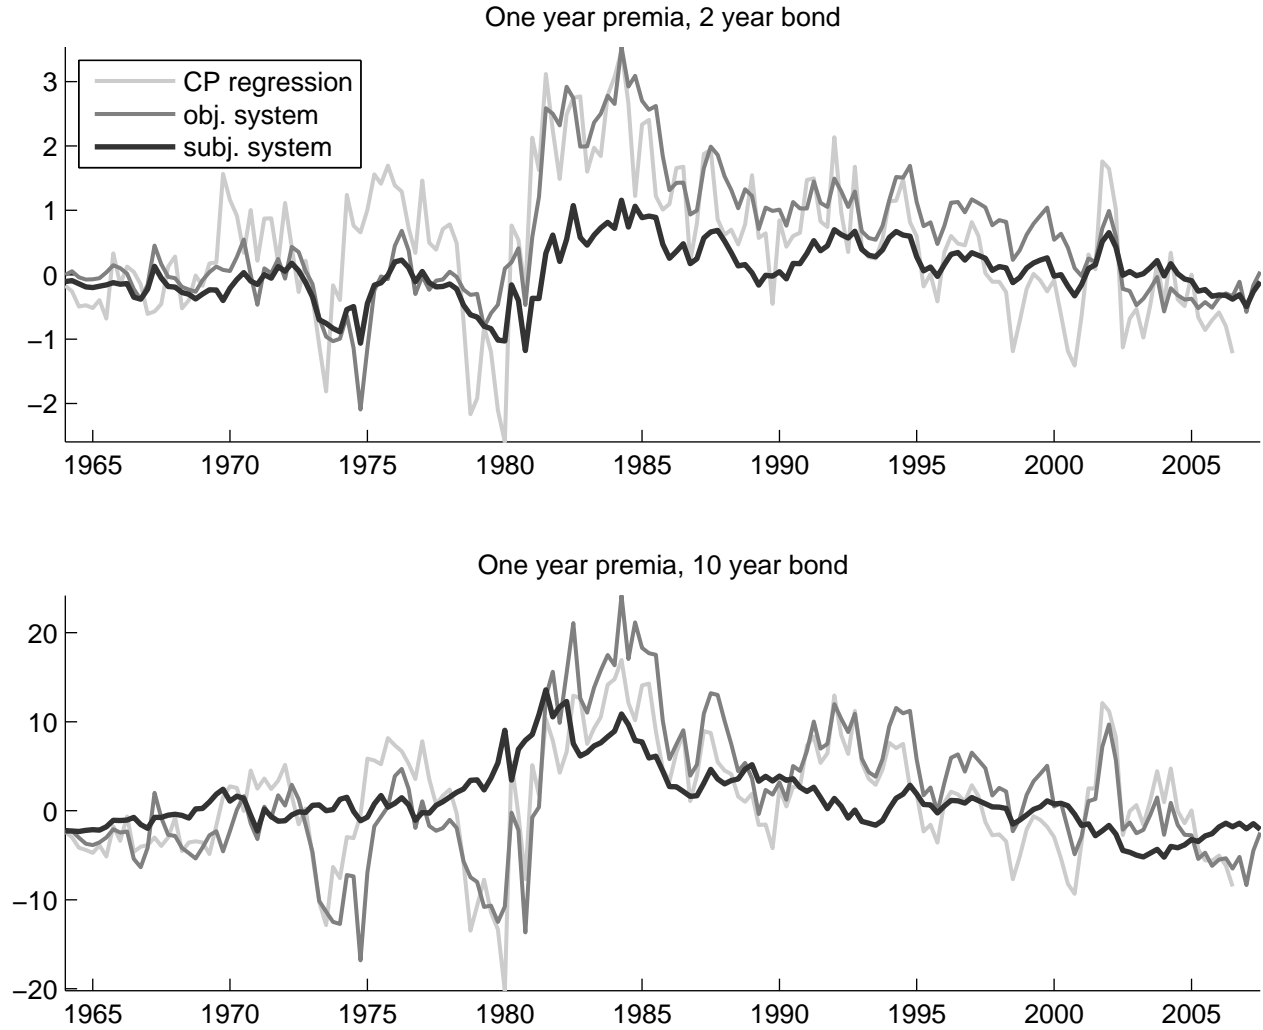 One year premia, 2 year bond
CP regression
obj. system
subj. system
3
2
1
0
−1
−2
1965 1970 1975 1980 1985 1990 1995 2000 2005
One year premia, 10 year bond
20
10
0
−10
−20
1965 1970 1975 1980 1985 1990 1995 2000 2005